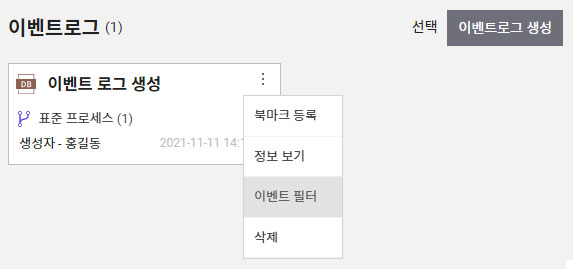 이벤트로그 (1)
선택
이벤트로그 생성
DB
이벤트 로그 생성
표준 프로세스 (1)
생성자 - 홍길동
2021-11-11 14:
북마크 등록
정보 보기
이벤트 필터
삭제